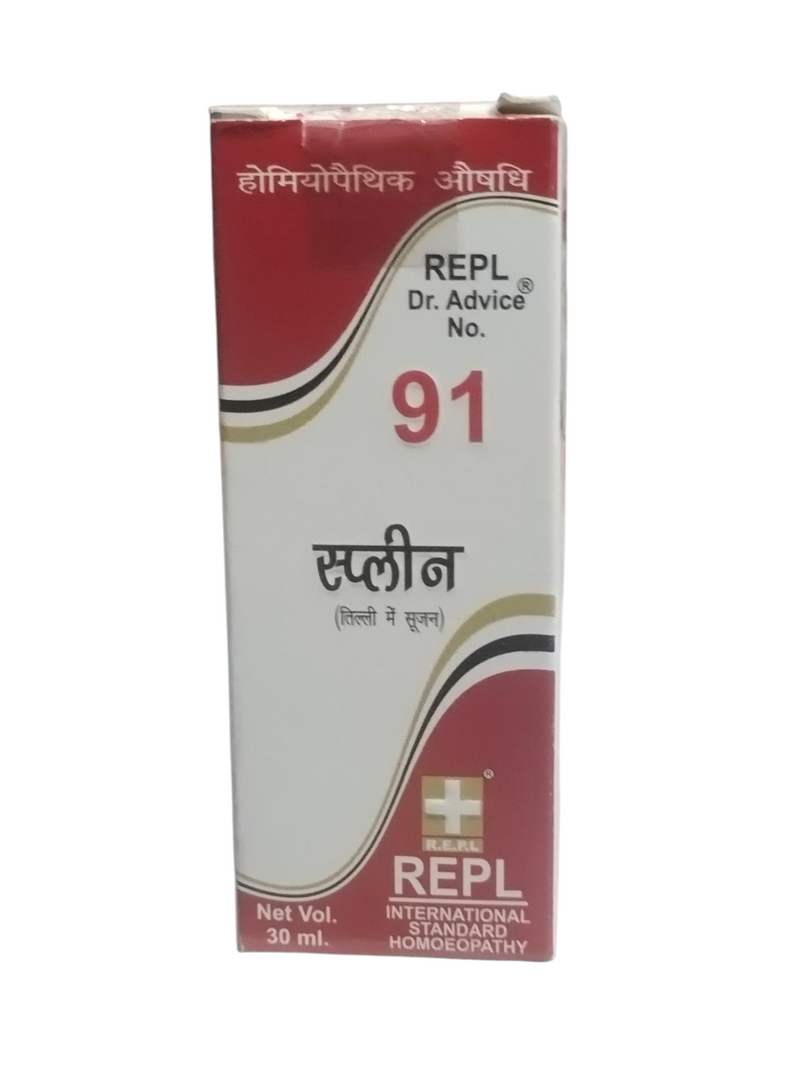 होमियोपैथिक औषधि
REPL
Dr. Advice®
No.
91
स्प्लीन
(तिल्ली में सूजन)
®
R.E.P.L
REPL
INTERNATIONAL
STANDARD
HOMOEOPATHY
Net Vol.
30 ml.